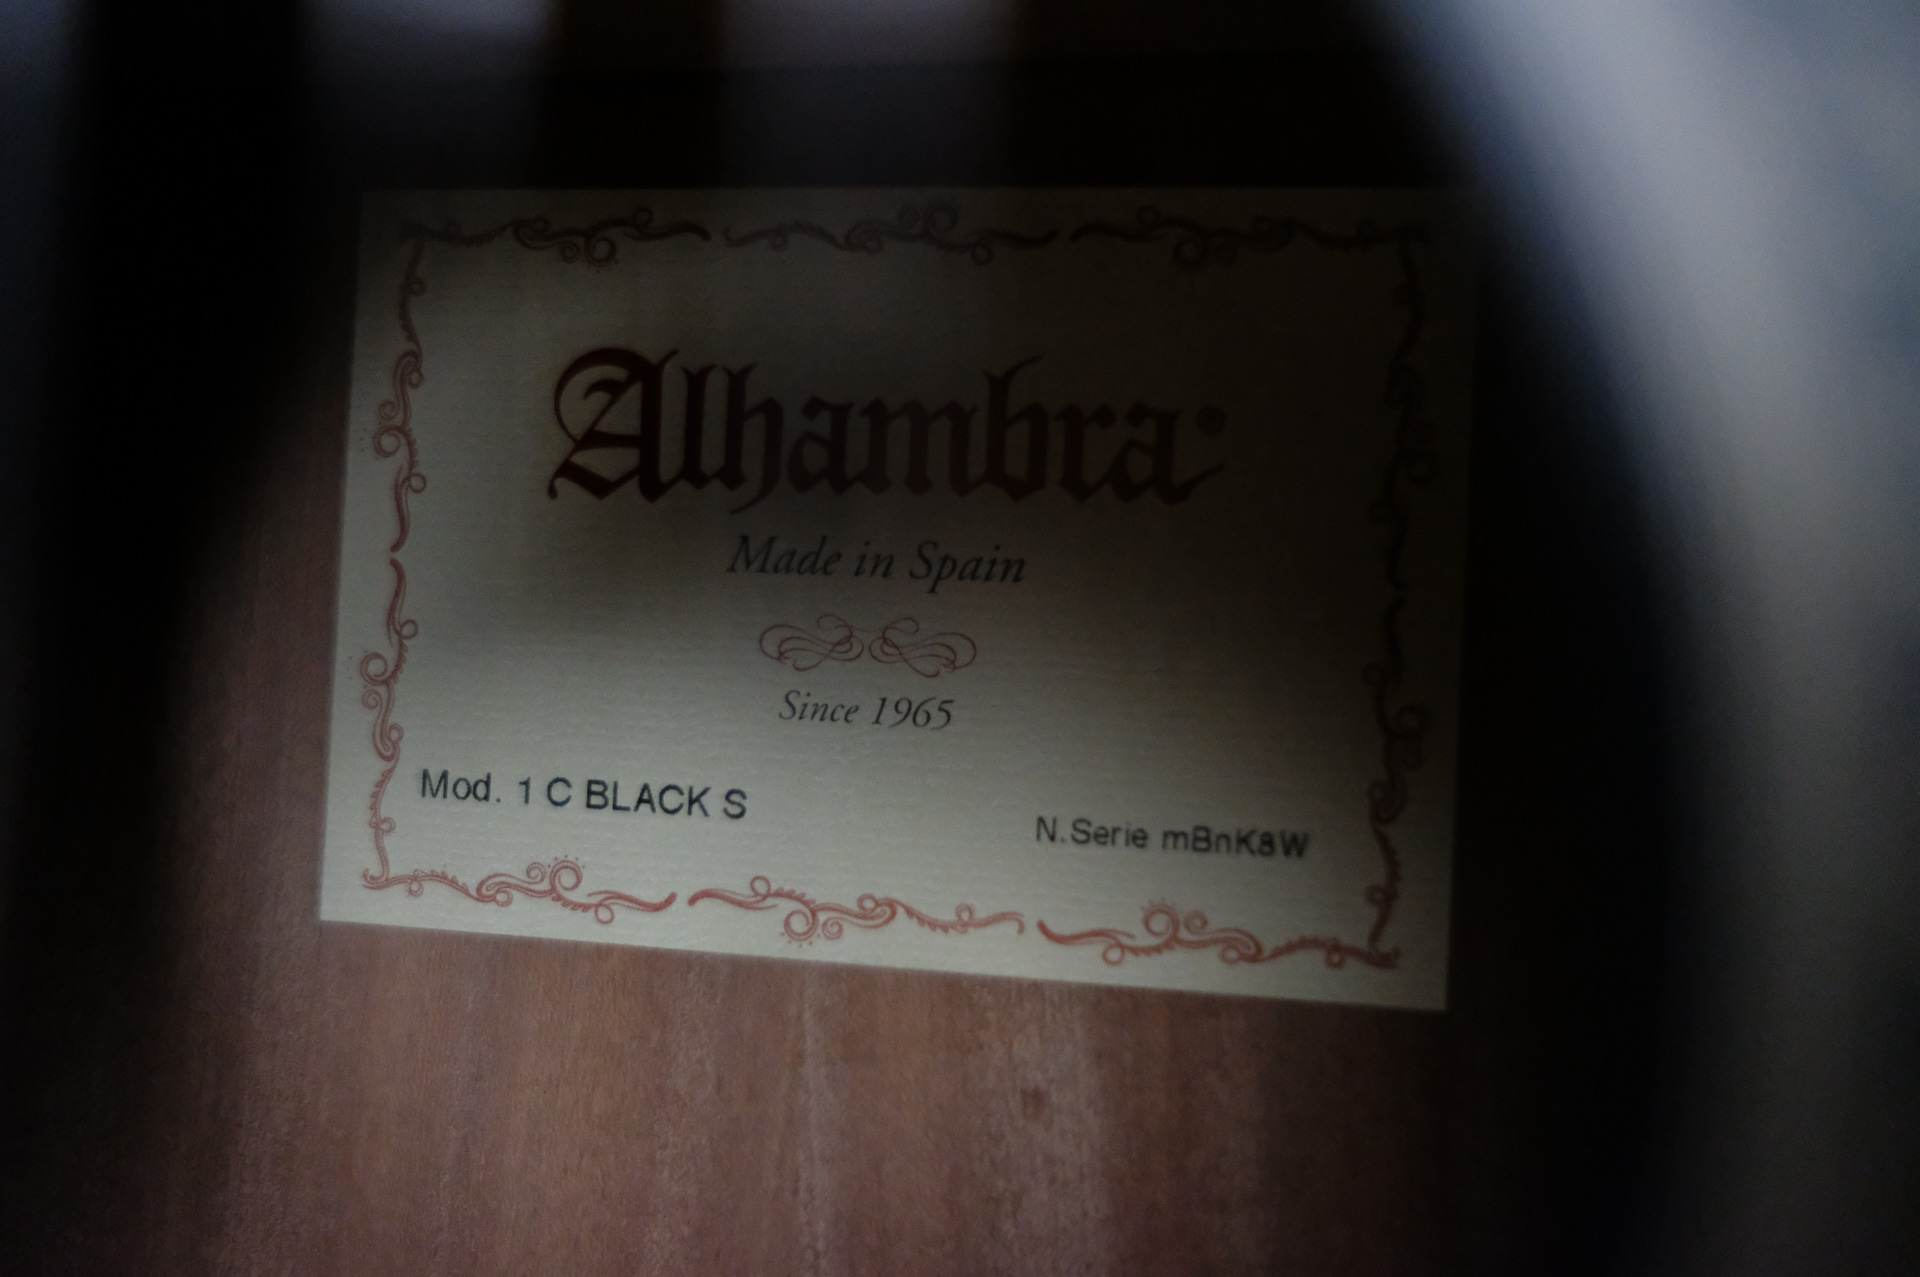 Alhambra®
Made in Spain
Since 1965
Mod. 1 C BLACK S
N.Serie mBnK8W